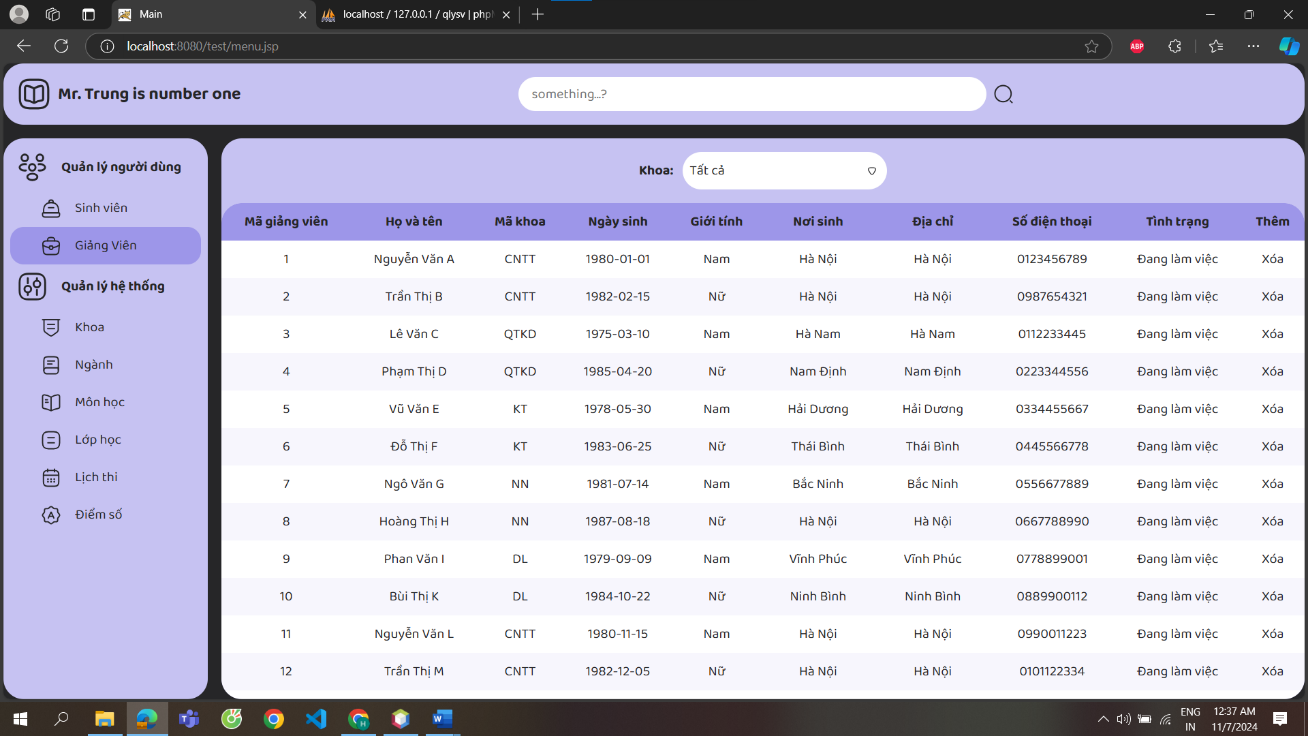 Main
localhost / 127.0.0.1 / qlysv | php
localhost:8080/test/menu.jsp
ABP
Mr. Trung is number one
something...?
Quản lý người dùng
Sinh viên
Giảng Viên
Quản lý hệ thống
Khoa
Ngành
Môn học
Lớp học
Lịch thi
Điểm số
Khoa: Tất cả
Mã giảng viên Họ và tên Mã khoa Ngày sinh Giới tính Nơi sinh Địa chỉ Số điện thoại Tình trạng Thêm
1 Nguyễn Văn A CNTT 1980-01-01 Nam Hà Nội Hà Nội 0123456789 Đang làm việc Xóa
2 Trần Thị B CNTT 1982-02-15 Nữ Hà Nội Hà Nội 0987654321 Đang làm việc Xóa
3 Lê Văn C QTKD 1975-03-10 Nam Hà Nam Hà Nam 0112233445 Đang làm việc Xóa
4 Phạm Thị D QTKD 1985-04-20 Nữ Nam Định Nam Định 0223344556 Đang làm việc Xóa
5 Vũ Văn E KT 1978-05-30 Nam Hải Dương Hải Dương 0334455667 Đang làm việc Xóa
6 Đỗ Thị F KT 1983-06-25 Nữ Thái Bình Thái Bình 0445566778 Đang làm việc Xóa
7 Ngô Văn G NN 1981-07-14 Nam Bắc Ninh Bắc Ninh 0556677889 Đang làm việc Xóa
8 Hoàng Thị H NN 1987-08-18 Nữ Hà Nội Hà Nội 0667788990 Đang làm việc Xóa
9 Phan Văn I DL 1979-09-09 Nam Vĩnh Phúc Vĩnh Phúc 0778899001 Đang làm việc Xóa
10 Bùi Thị K DL 1984-10-22 Nữ Ninh Bình Ninh Bình 0889900112 Đang làm việc Xóa
11 Nguyễn Văn L CNTT 1980-11-15 Nam Hà Nội Hà Nội 0990011223 Đang làm việc Xóa
12 Trần Thị M CNTT 1982-12-05 Nữ Hà Nội Hà Nội 0101122334 Đang làm việc Xóa
ENG
IN
12:37 AM
11/7/2024